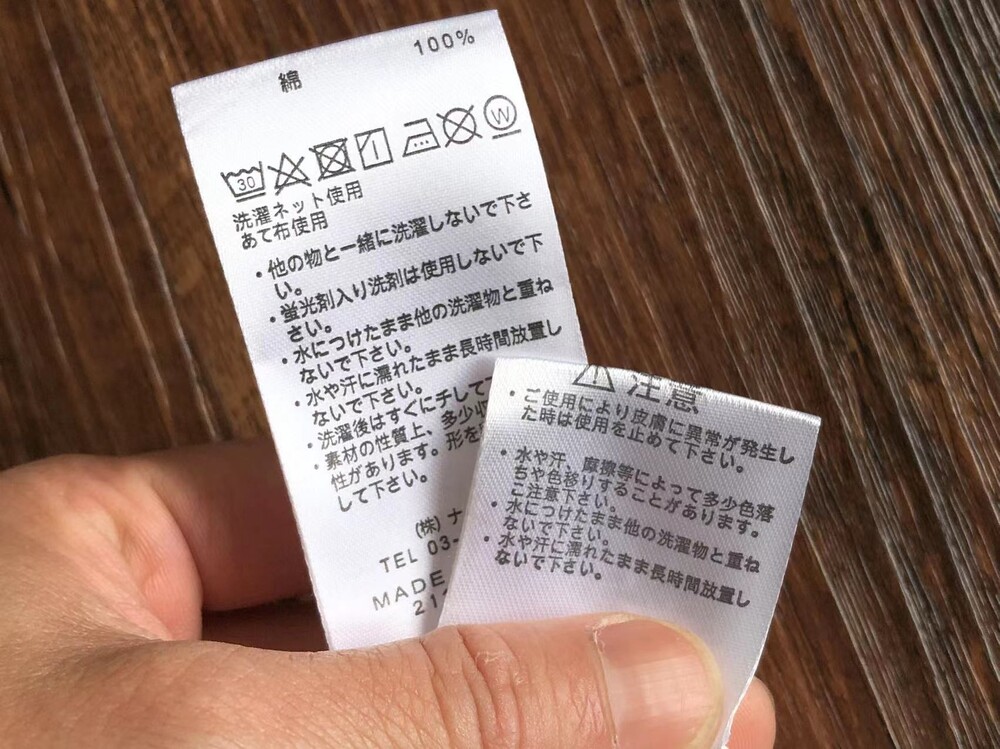 綿 100%
30 W
洗濯ネット使用
あて布使用
・他の物と一緒に洗濯しないで下さ
い。
・蛍光剤入り洗剤は使用しないで下
さい。
・水につけたまま他の洗濯物と重ね
ないで下さい。
・水や汗に濡れたまま長時間放置し
ないで下さい。
・洗濯後はすぐに干して
・素材の性質上、多少収
性があります。形を
して下さい。
(株)ナ
TEL 03-
MADE
注意
・ご使用により皮膚に異常が発生し
た時は使用を止めて下さい。
・水や汗、摩擦等によって多少色落
ちや色移りすることがあります。
ご注意下さい。
・水につけたまま他の洗濯物と重ね
ないで下さい。
・水や汗に濡れたまま長時間放置し
ないで下さい。